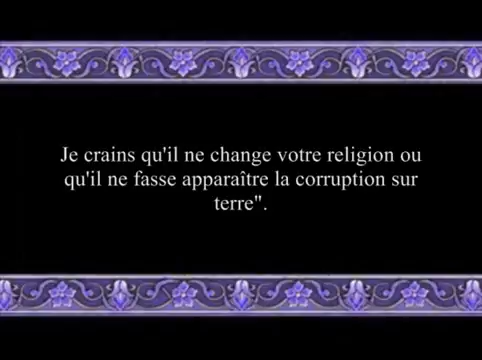 Je crains qu'il ne change votre religion ou
qu'il ne fasse apparaître la corruption sur
terre".